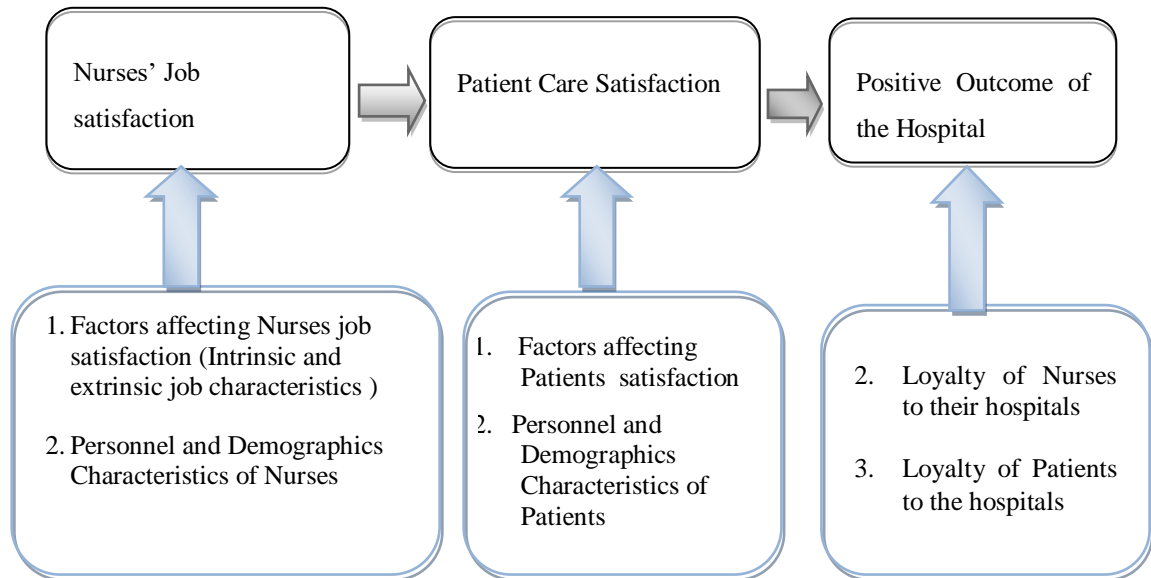 Nurses' Job
satisfaction
Patient Care Satisfaction
Positive Outcome of
the Hospital
1. Factors affecting Nurses job
satisfaction (Intrinsic and
extrinsic job characteristics )
2. Personnel and Demographics
Characteristics of Nurses
1. Factors affecting
Patients satisfaction
2. Personnel and
Demographics
Characteristics of
Patients
2. Loyalty of Nurses
to their hospitals
3. Loyalty of Patients
to the hospitals